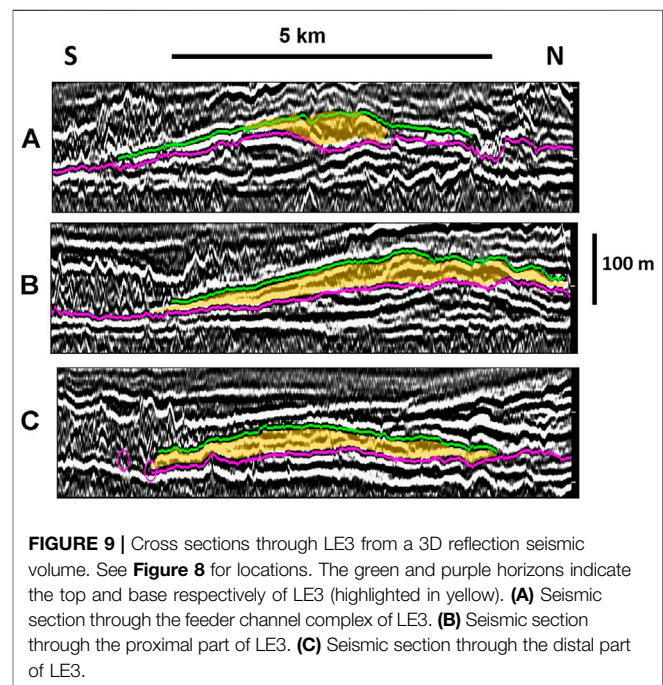 5 km
S N
A
B
100 m
C
FIGURE 9 | Cross sections through LE3 from a 3D reflection seismic
volume. See Figure 8 for locations. The green and purple horizons indicate
the top and base respectively of LE3 (highlighted in yellow). (A) Seismic
section through the feeder channel complex of LE3. (B) Seismic section
through the proximal part of LE3. (C) Seismic section through the distal part
of LE3.